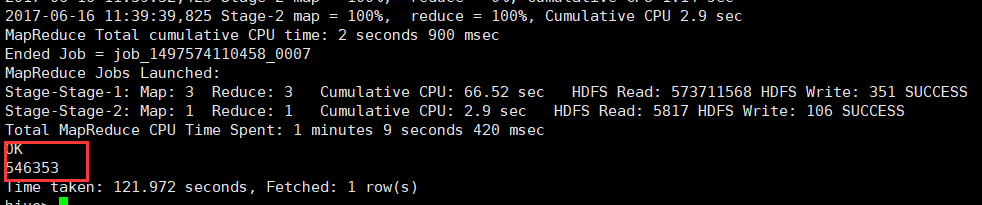 2017-06-16 11:39:39,825 Stage-2 map = 100%,  reduce = 100%, Cumulative CPU 2.9 sec
MapReduce Total cumulative CPU time: 2 seconds 900 msec
Ended Job = job_1497574110458_0007
MapReduce Jobs Launched:
Stage-Stage-1: Map: 3  Reduce: 3   Cumulative CPU: 66.52 sec   HDFS Read: 573711568 HDFS Write: 351 SUCCESS
Stage-Stage-2: Map: 1  Reduce: 1   Cumulative CPU: 2.9 sec   HDFS Read: 5817 HDFS Write: 106 SUCCESS
Total MapReduce CPU Time Spent: 1 minutes 9 seconds 420 msec
OK
546353
Time taken: 121.972 seconds, Fetched: 1 row(s)
hive>